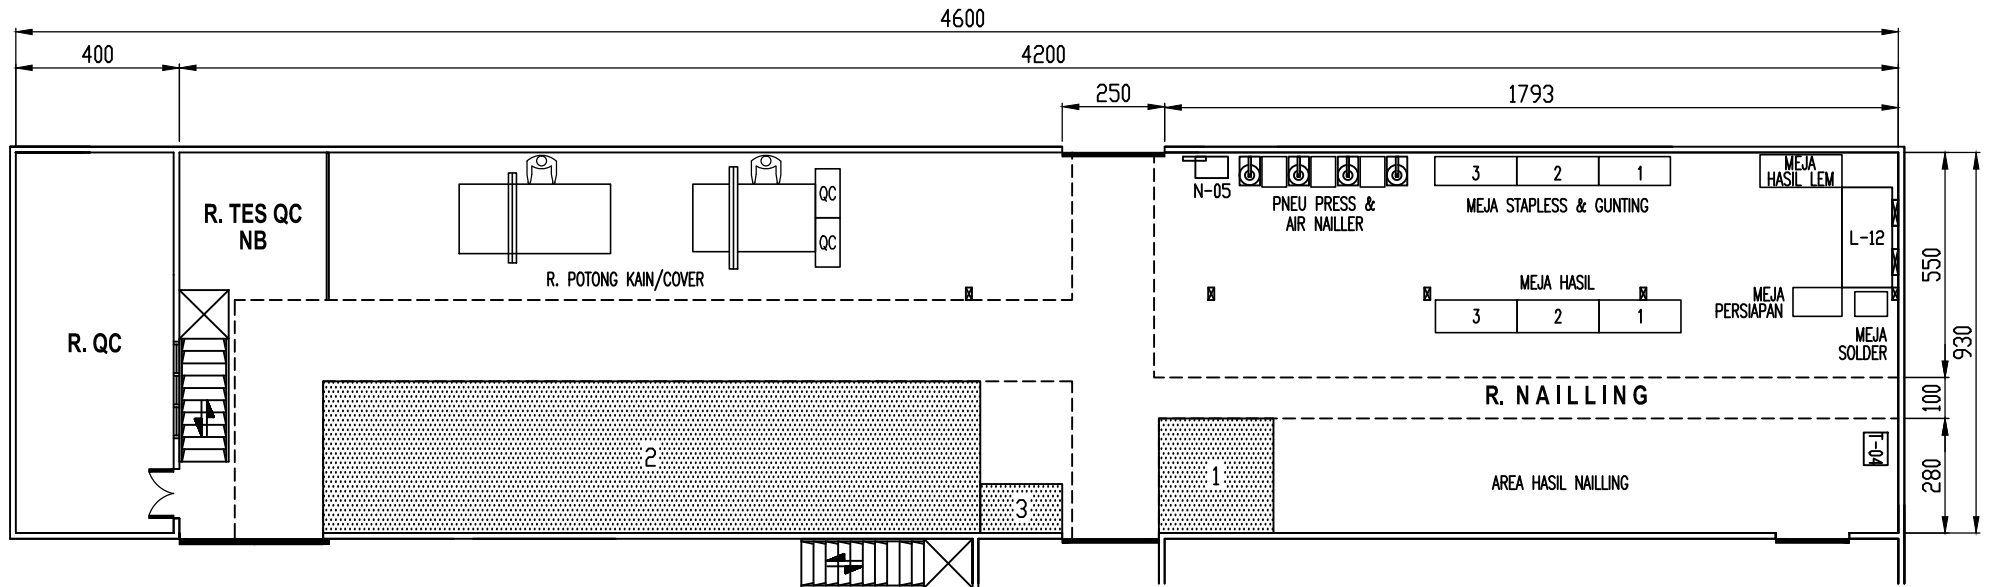 4600
400
4200
250
1793
R. TES QC
NB
QC
QC
R. POTONG KAIN/COVER
N-05
PNEU PRESS &
AIR NAILLER
3 2 1
MEJA STAPLESS & GUNTING
MEJA
HASIL LEM
L-12
MEJA HASIL
3 2 1
MEJA
PERSIAPAN
MEJA
SOLDER
550
930
R. QC
R. NAILLING
100
2
1
3
AREA HASIL NAILLING
T-04
280